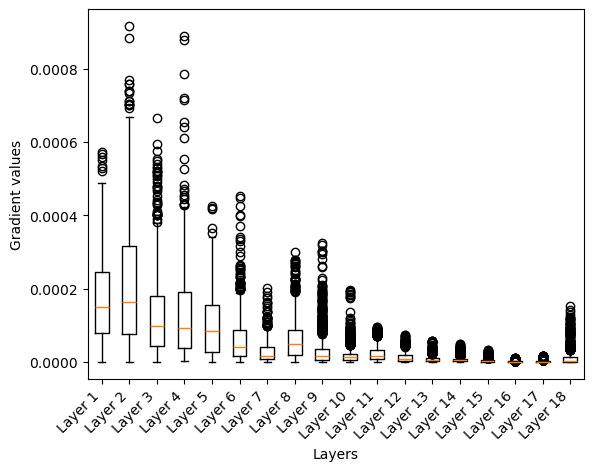 0.0008
0.0006
0.0004
0.0002
0.0000
Gradient values
Layer 1
Layer 2
Layer 3
Layer 4
Layer 5
Layer 6
Layer 7
Layer 8
Layer 9
Layer 10
Layer 11
Layer 12
Layer 13
Layer 14
Layer 15
Layer 16
Layer 17
Layer 18
Layers